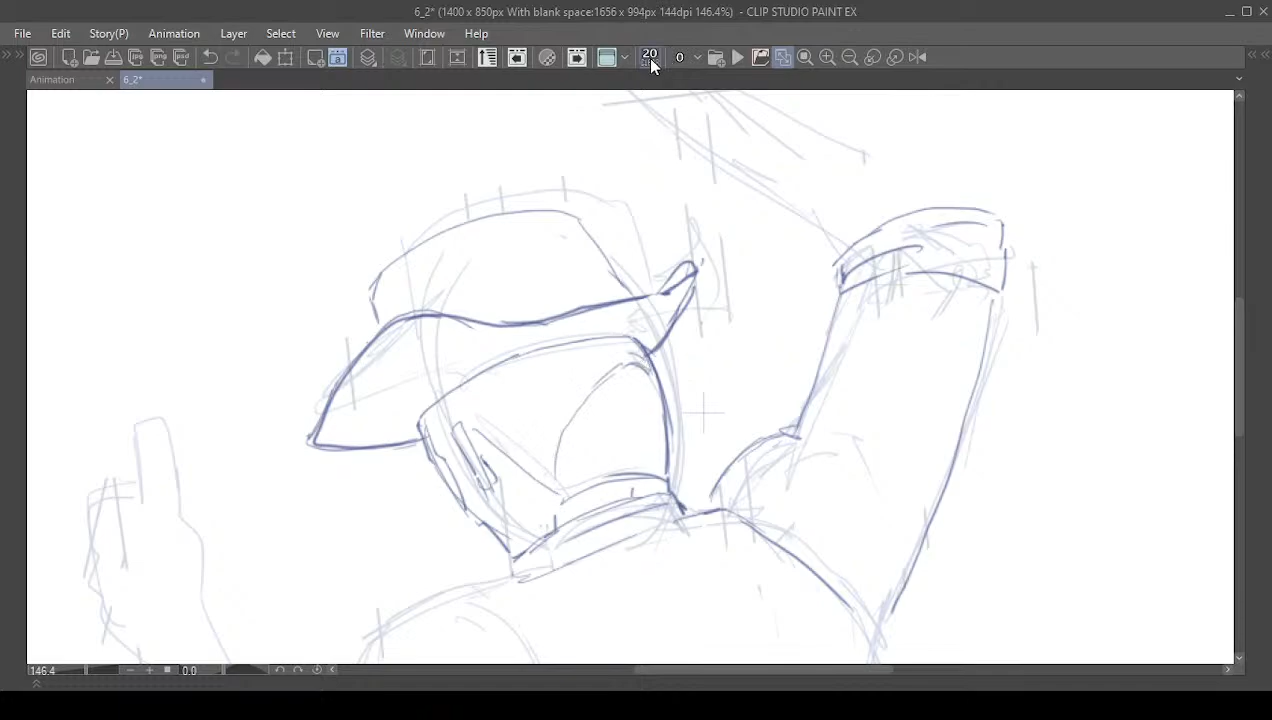 6_2* (1400 x 850px With blank space:1656 x 994px 144dpi 146.4%) - CLIP STUDIO PAINT EX
File Edit Story(P) Animation Layer Select View Filter Window Help
20 0
Animation 6_2*
146.4 0.0